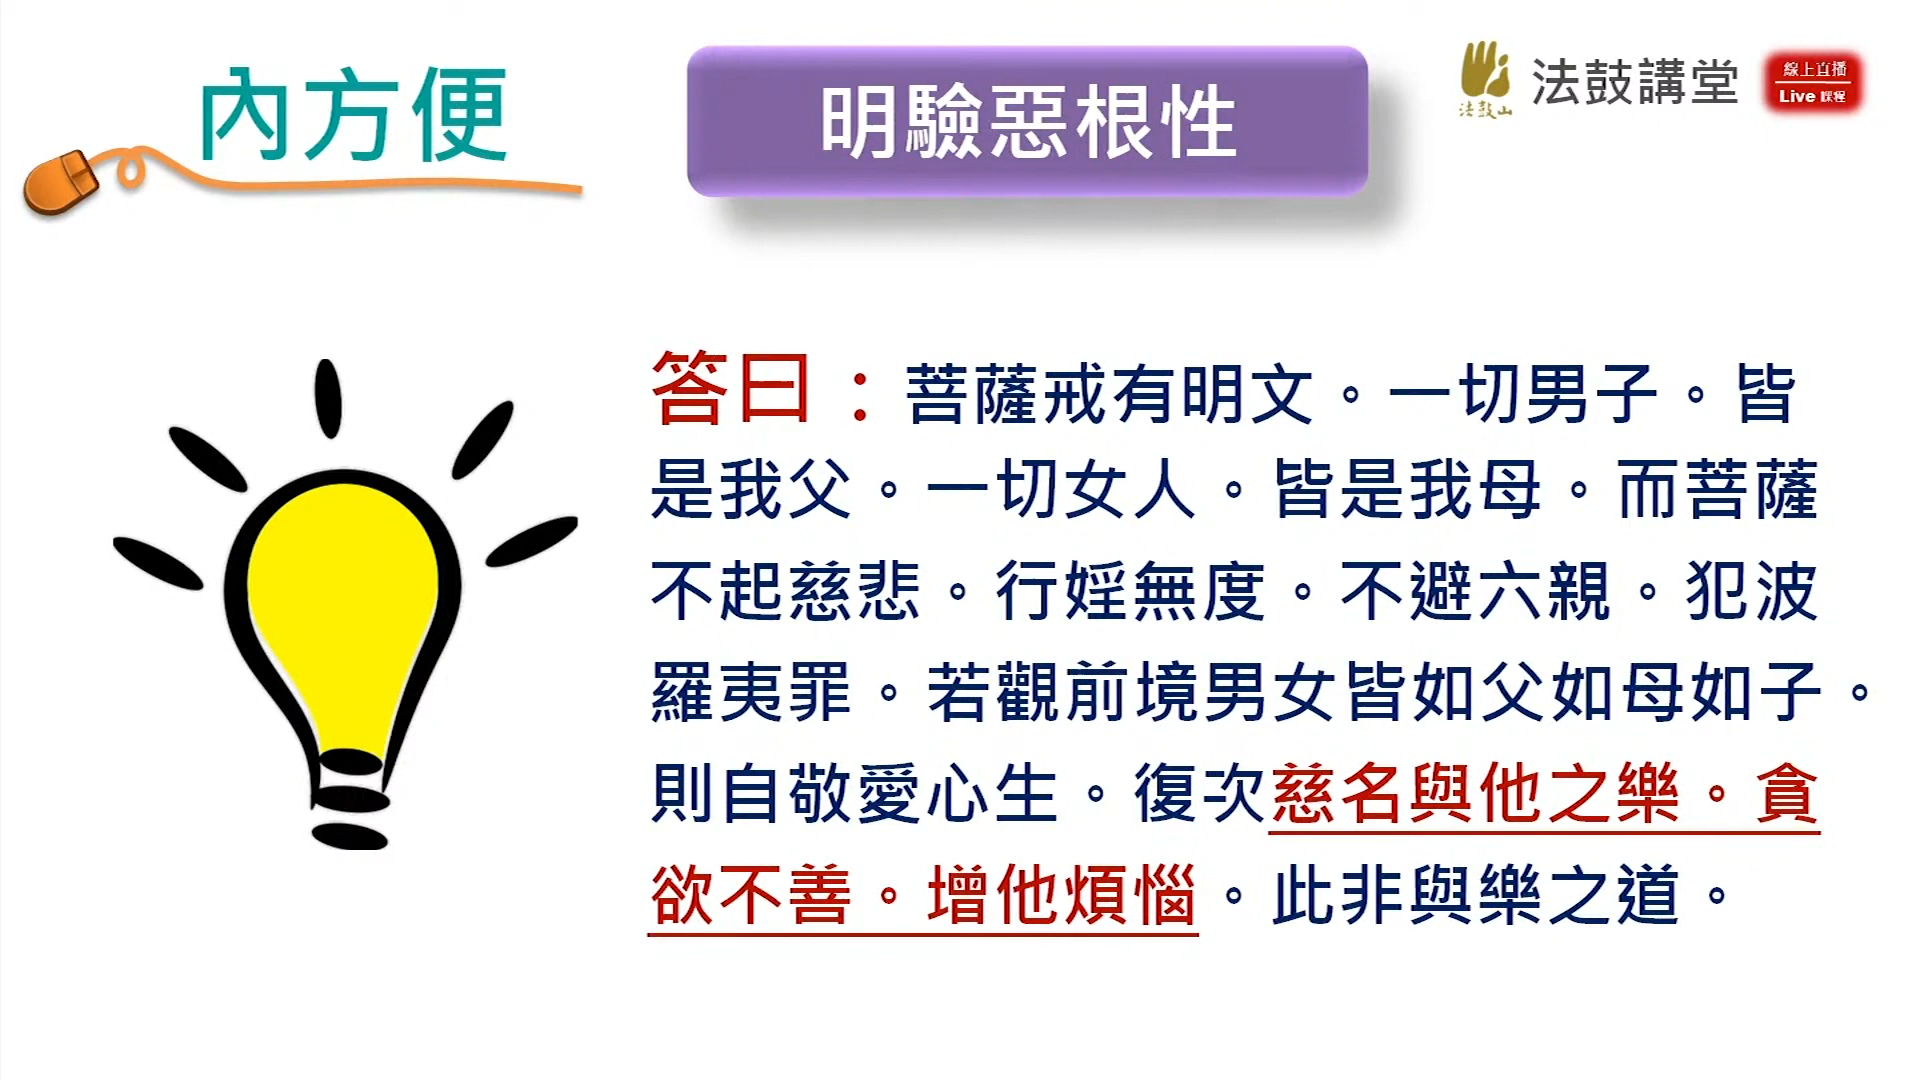 內方便
明驗惡根性
法鼓山
法鼓講堂
線上直播
Live 課程
答曰：菩薩戒有明文。一切男子。皆
是我父。一切女人。皆是我母。而菩薩
不起慈悲。行婬無度。不避六親。犯波
羅夷罪。若觀前境男女皆如父如母如子。
則自敬愛心生。復次慈名與他之樂。貪
欲不善。增他煩惱。此非與樂之道。